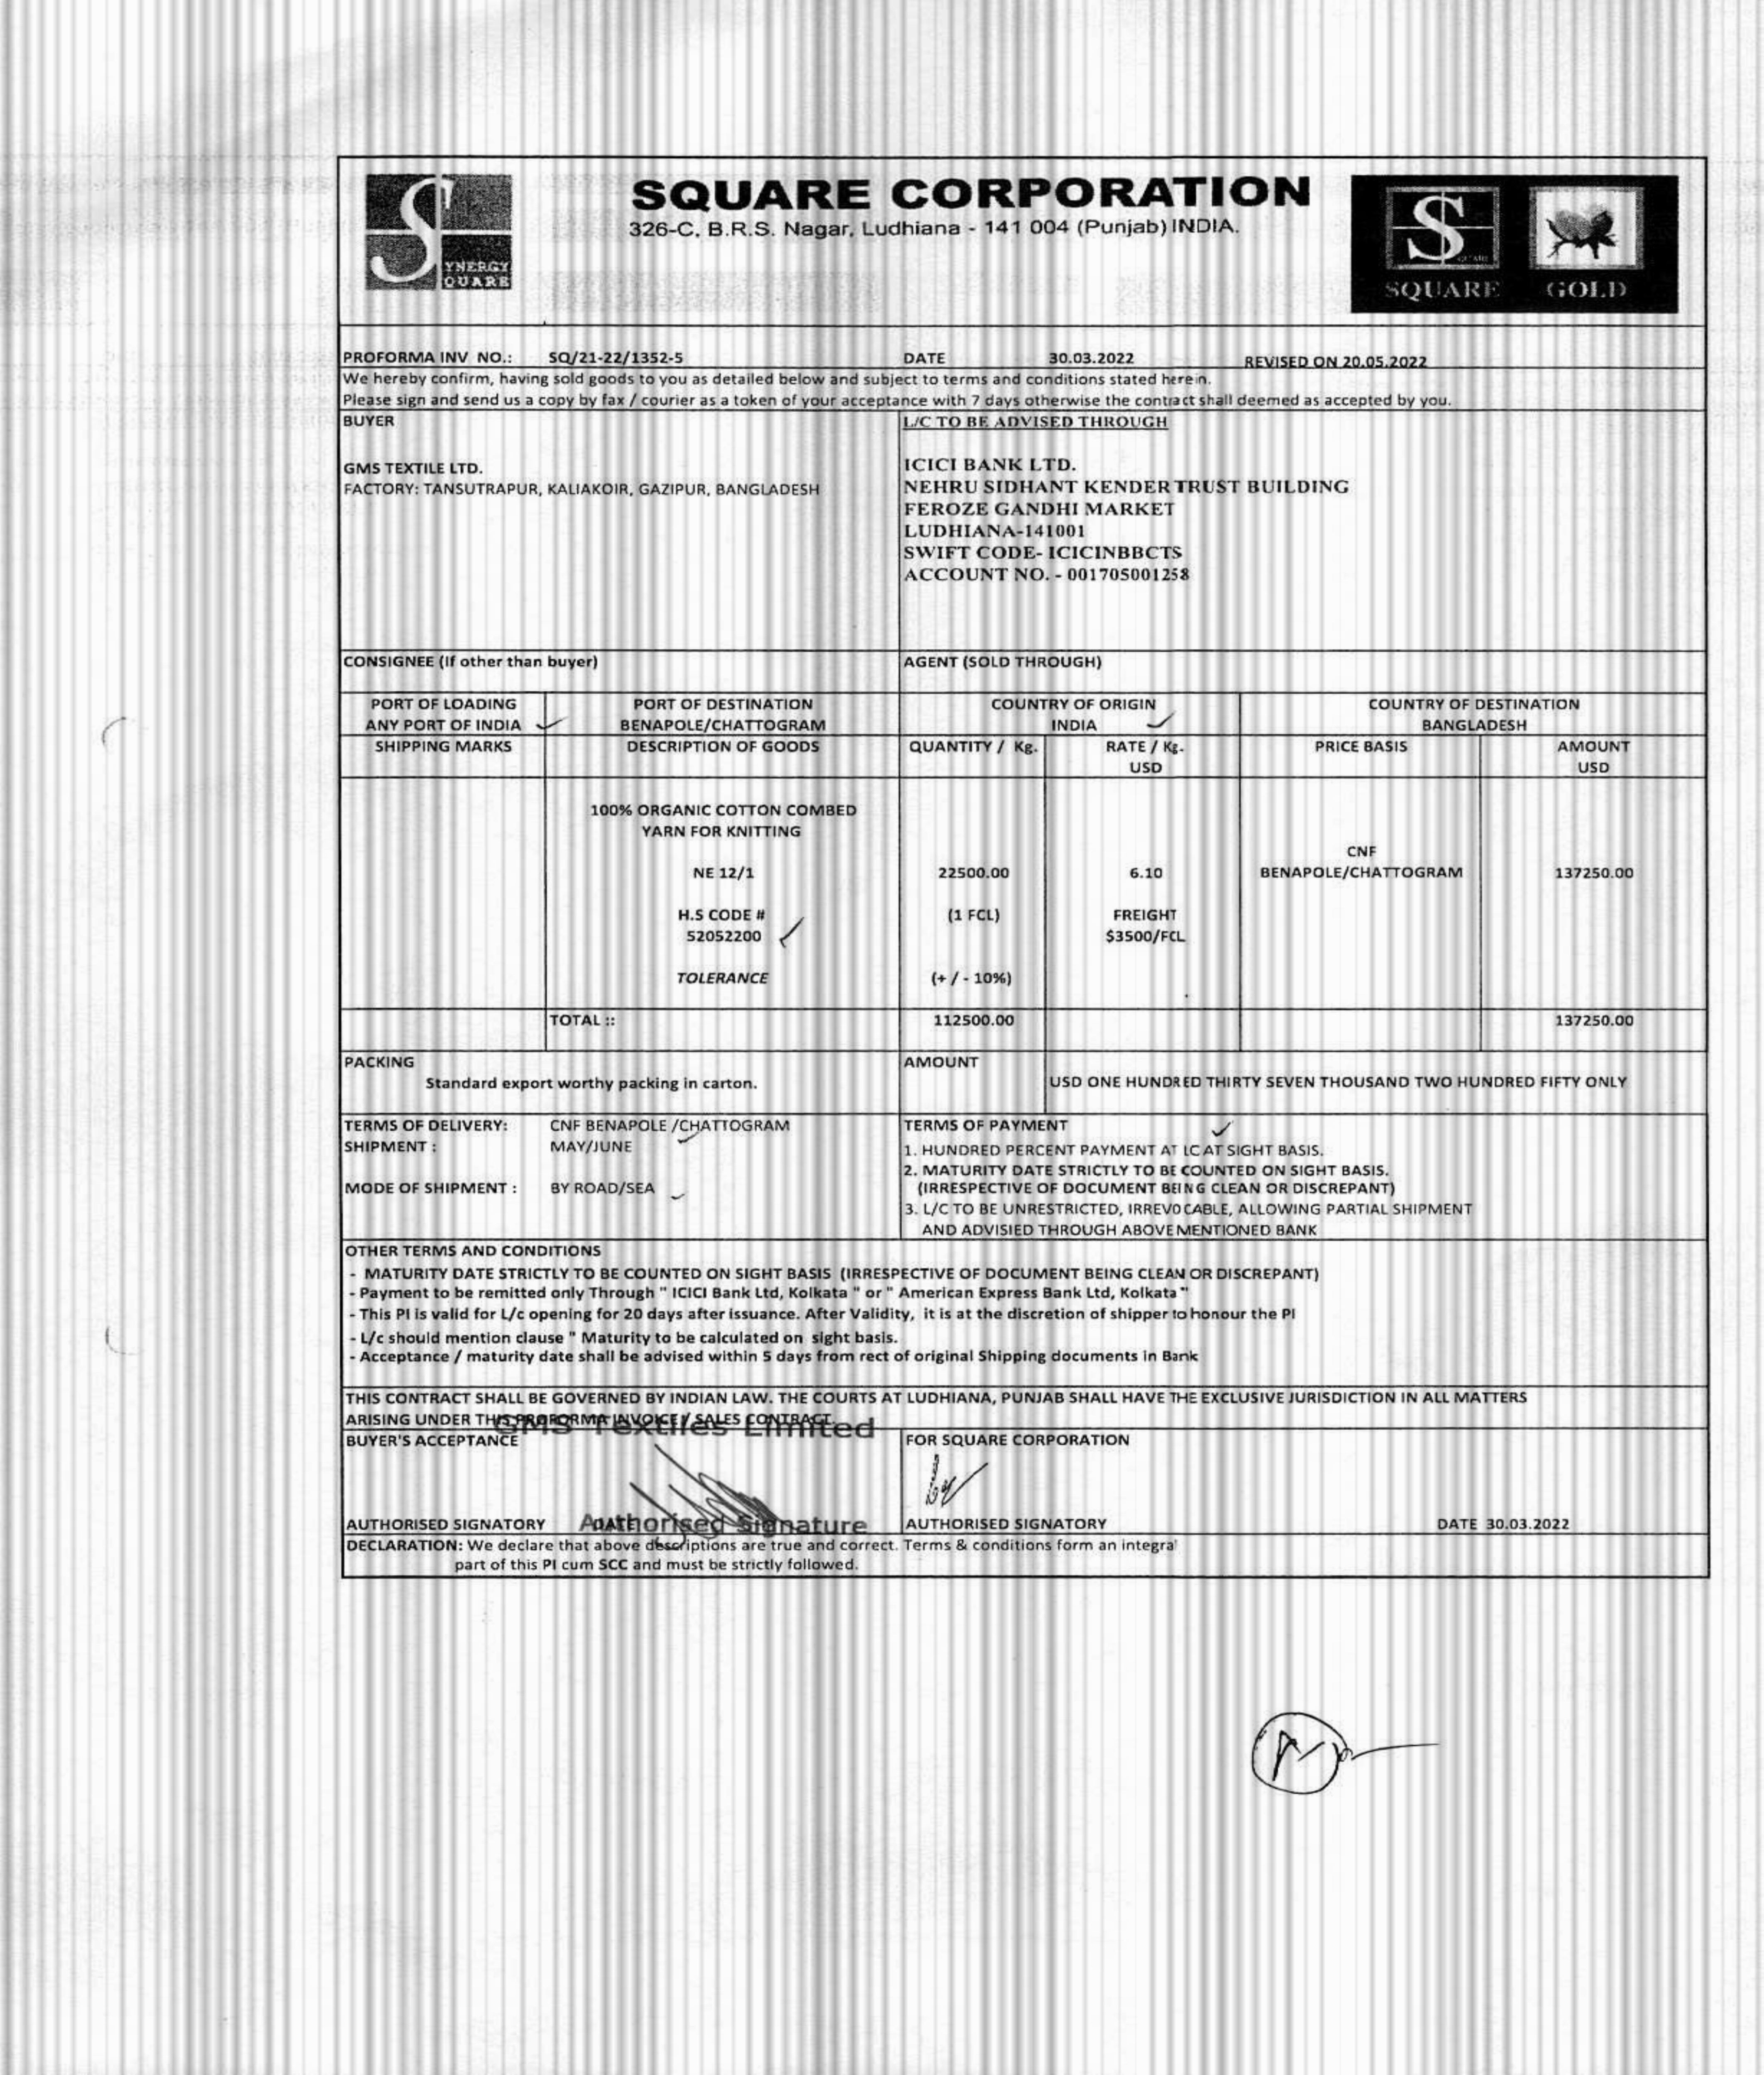 SQUARE CORPORATION
326-C, B.R.S. Nagar, Ludhiana - 141 004 (Punjab) INDIA.
S
YNERGY
QUARE
S
QUARE
SQUARE GOLD
PROFORMA INV NO.: SQ/21-22/1352-5 DATE 30.03.2022 REVISED ON 20.05.2022
We hereby confirm, having sold goods to you as detailed below and subject to terms and conditions stated herein.
Please sign and send us a copy by fax / courier as a token of your acceptance with 7 days otherwise the contract shall deemed as accepted by you.
BUYER
GMS TEXTILE LTD.
FACTORY: TANSUTRAPUR, KALIAKOIR, GAZIPUR, BANGLADESH
L/C TO BE ADVISED THROUGH
ICICI BANK LTD.
NEHRU SIDHANT KENDER TRUST BUILDING
FEROZE GANDHI MARKET
LUDHIANA-141001
SWIFT CODE- ICICINBBCTS
ACCOUNT NO. - 001705001258
CONSIGNEE (If other than buyer) AGENT (SOLD THROUGH)
PORT OF LOADING PORT OF DESTINATION COUNTRY OF ORIGIN COUNTRY OF DESTINATION
ANY PORT OF INDIA BENAPOLE/CHATTOGRAM INDIA BANGLADESH
SHIPPING MARKS DESCRIPTION OF GOODS QUANTITY / Kg. RATE / Kg. PRICE BASIS AMOUNT
USD USD
100% ORGANIC COTTON COMBED
YARN FOR KNITTING
CNF
NE 12/1 22500.00 6.10 BENAPOLE/CHATTOGRAM 137250.00
H.S CODE # (1 FCL) FREIGHT
52052200 $3500/FCL
TOLERANCE (+ / - 10%)
TOTAL :: 112500.00 137250.00
PACKING AMOUNT
Standard export worthy packing in carton. USD ONE HUNDRED THIRTY SEVEN THOUSAND TWO HUNDRED FIFTY ONLY
TERMS OF DELIVERY: CNF BENAPOLE /CHATTOGRAM
SHIPMENT : MAY/JUNE
MODE OF SHIPMENT : BY ROAD/SEA
TERMS OF PAYMENT
1. HUNDRED PERCENT PAYMENT AT LC AT SIGHT BASIS.
2. MATURITY DATE STRICTLY TO BE COUNTED ON SIGHT BASIS.
(IRRESPECTIVE OF DOCUMENT BEING CLEAN OR DISCREPANT)
3. L/C TO BE UNRESTRICTED, IRREVOCABLE, ALLOWING PARTIAL SHIPMENT
AND ADVISIED THROUGH ABOVE MENTIONED BANK
OTHER TERMS AND CONDITIONS
- MATURITY DATE STRICTLY TO BE COUNTED ON SIGHT BASIS (IRRESPECTIVE OF DOCUMENT BEING CLEAN OR DISCREPANT)
- Payment to be remitted only Through " ICICI Bank Ltd, Kolkata " or " American Express Bank Ltd, Kolkata "
- This PI is valid for L/c opening for 20 days after issuance. After Validity, it is at the discretion of shipper to honour the PI
- L/c should mention clause " Maturity to be calculated on sight basis.
- Acceptance / maturity date shall be advised within 5 days from rect of original Shipping documents in Bank
THIS CONTRACT SHALL BE GOVERNED BY INDIAN LAW. THE COURTS AT LUDHIANA, PUNJAB SHALL HAVE THE EXCLUSIVE JURISDICTION IN ALL MATTERS
ARISING UNDER THIS PROFORMA INVOICE / SALES CONTRACT.
GMS Textiles Limited
BUYER'S ACCEPTANCE FOR SQUARE CORPORATION
AUTHORISED SIGNATORY DATE AUTHORISED SIGNATORY DATE 30.03.2022
Authorised Signature
DECLARATION: We declare that above descriptions are true and correct. Terms & conditions form an integral
part of this PI cum SCC and must be strictly followed.